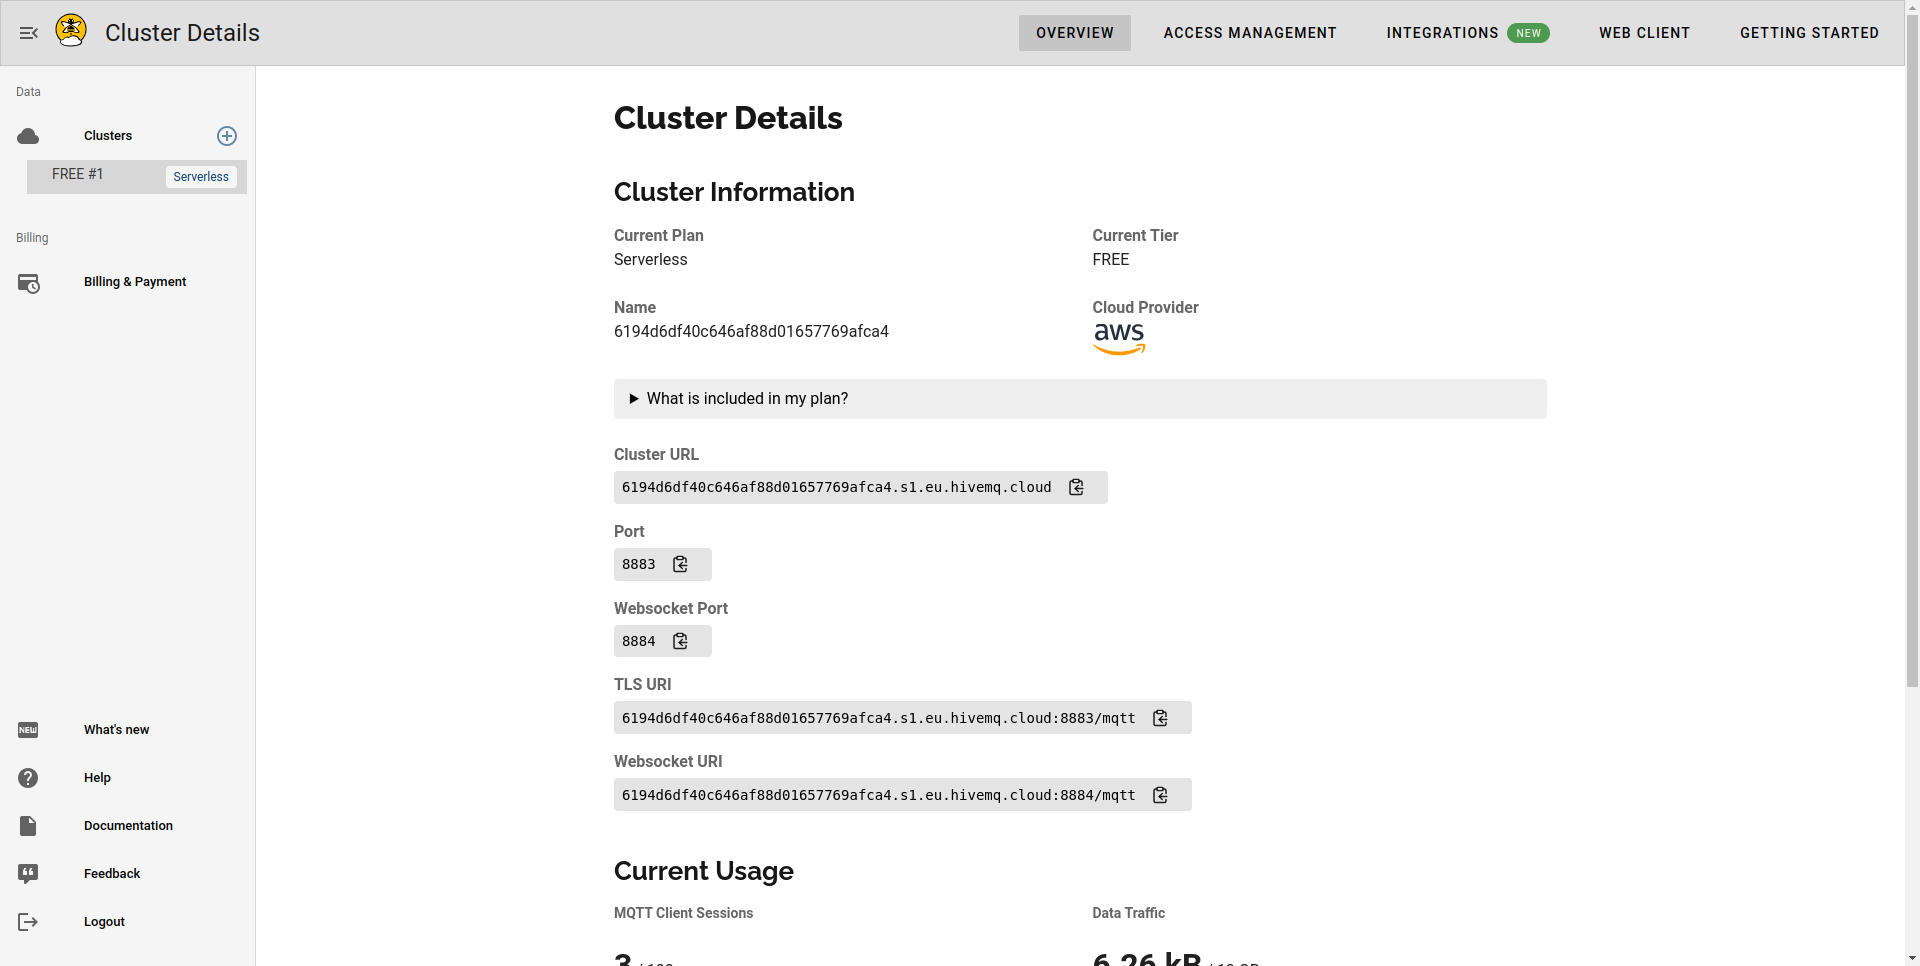 Cluster Details
OVERVIEW
ACCESS MANAGEMENT
INTEGRATIONS NEW
WEB CLIENT
GETTING STARTED
Data
Clusters
FREE #1 Serverless
Billing
Billing & Payment
NEW What's new
Help
Documentation
Feedback
Logout
Cluster Details
Cluster Information
Current Plan
Serverless
Current Tier
FREE
Name
6194d6df40c646af88d01657769afca4
Cloud Provider
aws
What is included in my plan?
Cluster URL
6194d6df40c646af88d01657769afca4.s1.eu.hivemq.cloud
Port
8883
Websocket Port
8884
TLS URI
6194d6df40c646af88d01657769afca4.s1.eu.hivemq.cloud:8883/mqtt
Websocket URI
6194d6df40c646af88d01657769afca4.s1.eu.hivemq.cloud:8884/mqtt
Current Usage
MQTT Client Sessions
3 / 100
Data Traffic
6.26 kB / 10 GB